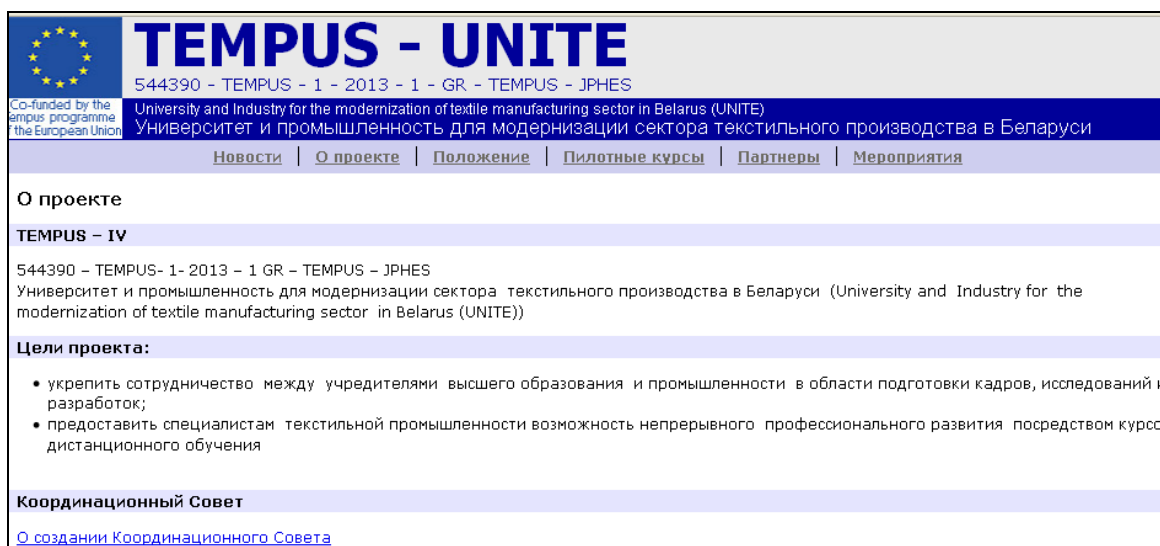 TEMPUS - UNITE
544390 - TEMPUS - 1 - 2013 - 1 - GR - TEMPUS - JPHES
Co-funded by the
empus programme
the European Union
University and Industry for the modernization of textile manufacturing sector in Belarus (UNITE)
Университет и промышленность для модернизации сектора текстильного производства в Беларуси
Новости | О проекте | Положение | Пилотные курсы | Партнеры | Мероприятия
О проекте
TEMPUS – IV
544390 – TEMPUS- 1- 2013 – 1 GR – TEMPUS – JPHES
Университет и промышленность для модернизации сектора текстильного производства в Беларуси (University and Industry for the
modernization of textile manufacturing sector in Belarus (UNITE))
Цели проекта:
• укрепить сотрудничество между учредителями высшего образования и промышленности в области подготовки кадров, исследований и
разработок;
• предоставить специалистам текстильной промышленности возможность непрерывного профессионального развития посредством курсо
дистанционного обучения
Координационный Совет
О создании Координационного Совета